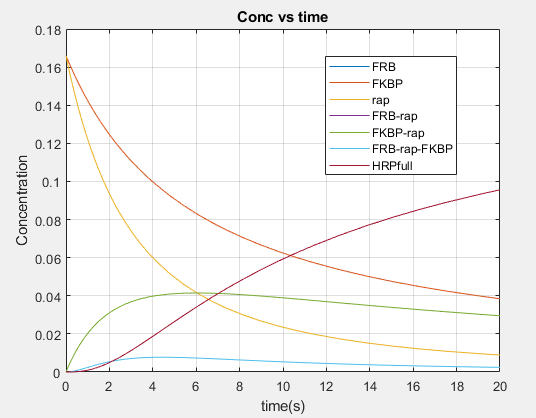 Conc vs time
0.18
0.16
0.14
0.12
0.1
0.08
0.06
0.04
0.02
0
Concentration
FRB
FKBP
rap
FRB-rap
FKBP-rap
FRB-rap-FKBP
HRPfull
0 2 4 6 8 10 12 14 16 18 20
time(s)